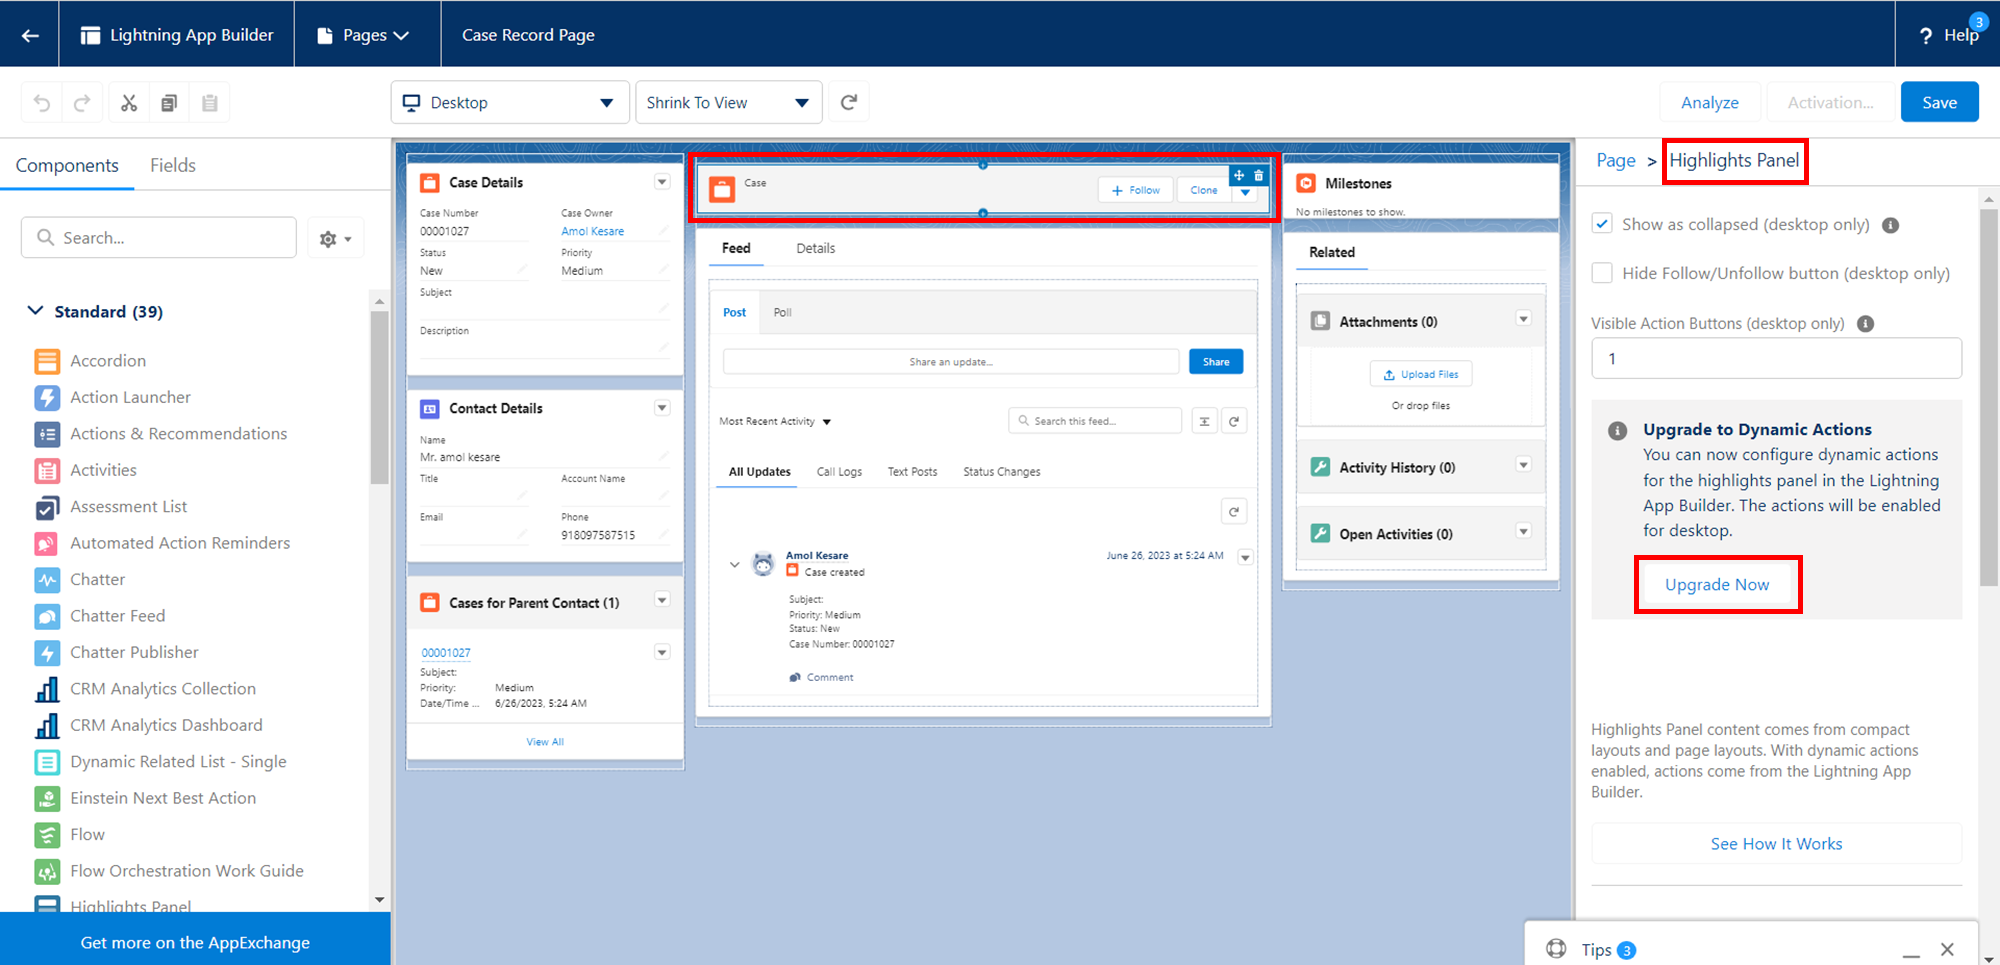 Lightning App Builder
Pages
Case Record Page
? Help
3
Desktop
Shrink To View
Analyze
Activation...
Save
Components
Fields
Search...
Standard (39)
Accordion
Action Launcher
Actions & Recommendations
Activities
Assessment List
Automated Action Reminders
Chatter
Chatter Feed
Chatter Publisher
CRM Analytics Collection
CRM Analytics Dashboard
Dynamic Related List - Single
Einstein Next Best Action
Flow
Flow Orchestration Work Guide
Highlights Panel
Get more on the AppExchange
Case Details
Case Number
Case Owner
00001027
Amol Kesare
Status
Priority
New
Medium
Subject
Description
Contact Details
Name
Mr. amol kesare
Title
Account Name
Email
Phone
918097587515
Cases for Parent Contact (1)
00001027
Subject:
Priority: Medium
Date/Time ... 6/26/2023, 5:24 AM
View All
Case
+ Follow
Clone
Feed
Details
Post
Poll
Share an update...
Share
Most Recent Activity
Search this feed...
All Updates
Call Logs
Text Posts
Status Changes
Amol Kesare
June 26, 2023 at 5:24 AM
Case created
Subject:
Priority: Medium
Status: New
Case Number: 00001027
Comment
Milestones
No milestones to show.
Related
Attachments (0)
Upload Files
Or drop files
Activity History (0)
Open Activities (0)
Page > Highlights Panel
Show as collapsed (desktop only)
Hide Follow/Unfollow button (desktop only)
Visible Action Buttons (desktop only)
1
Upgrade to Dynamic Actions
You can now configure dynamic actions
for the highlights panel in the Lightning
App Builder. The actions will be enabled
for desktop.
Upgrade Now
Highlights Panel content comes from compact
layouts and page layouts. With dynamic actions
enabled, actions come from the Lightning App
Builder.
See How It Works
Tips 3